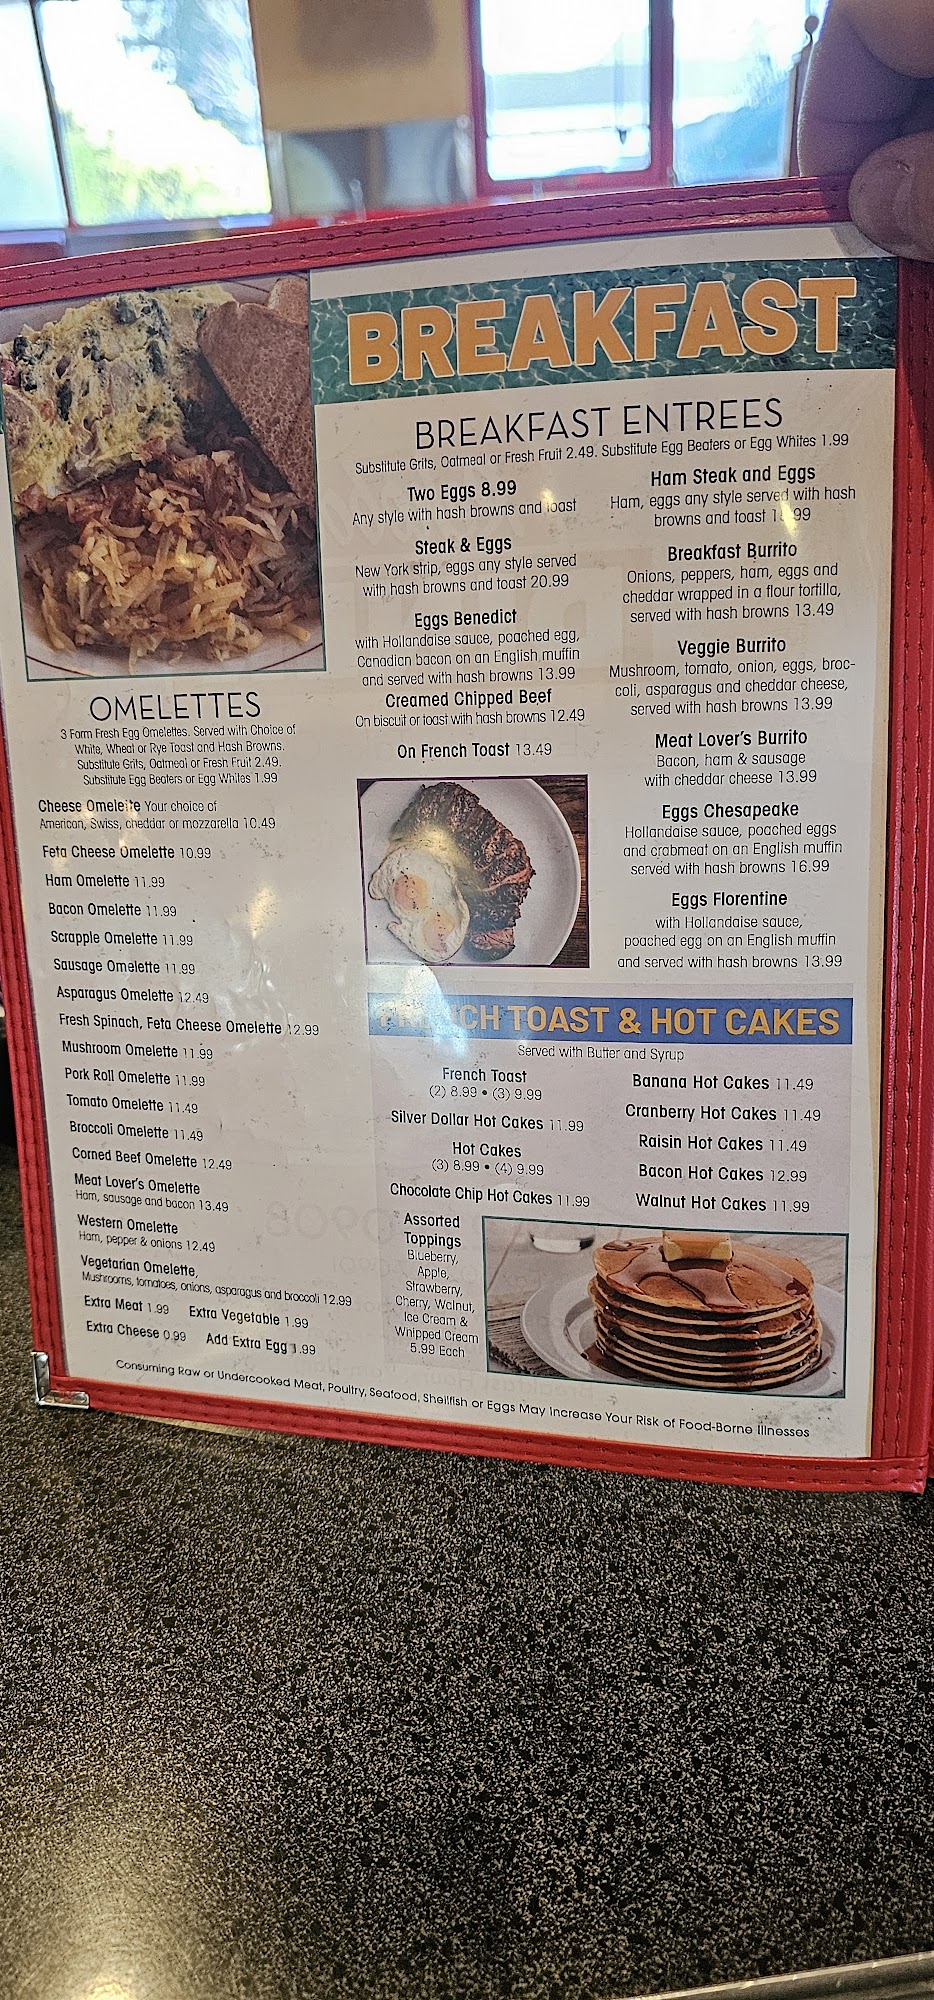 BREAKFAST
BREAKFAST ENTREES
Substitute Grits, Oatmeal or Fresh Fruit 2.49. Substitute Egg Beaters or Egg Whites 1.99
Two Eggs 8.99
Any style with hash browns and toast
Steak & Eggs
New York strip, eggs any style served
with hash browns and toast 20.99
Eggs Benedict
with Hollandaise sauce, poached egg,
Canadian bacon on an English muffin
and served with hash browns 13.99
Creamed Chipped Beef
On biscuit or toast with hash browns 12.49
On French Toast 13.49
Ham Steak and Eggs
Ham, eggs any style served with hash
browns and toast
Breakfast Burrito
Onions, peppers, ham, eggs and
cheddar wrapped in a flour tortilla,
served with hash browns 13.49
Veggie Burrito
Mushroom, tomato, onion, eggs, broc-
coli, asparagus and cheddar cheese,
served with hash browns 13.99
Meat Lover's Burrito
Bacon, ham & sausage
with cheddar cheese 13.99
Eggs Chesapeake
Hollandaise sauce, poached eggs
and crabmeat on an English muffin
served with hash browns 16.99
Eggs Florentine
with Hollandaise sauce,
poached egg on an English muffin
and served with hash browns 13.99
OMELETTES
3 Farm Fresh Egg Omelettes. Served with Choice of
White, Wheat or Rye Toast and Hash Browns.
Substitute Grits, Oatmeal or Fresh Fruit 2.49.
Substitute Egg Beaters or Egg Whites 1.99
Cheese Omelette Your choice of
American, Swiss, cheddar or mozzarella 10.49
Feta Cheese Omelette 10.99
Ham Omelette 11.99
Bacon Omelette 11.99
Scrapple Omelette 11.99
Sausage Omelette 11.99
Asparagus Omelette 12.49
Fresh Spinach, Feta Cheese Omelette 12.99
Mushroom Omelette 11.99
Pork Roll Omelette 11.99
Tomato Omelette 11.49
Broccoli Omelette 11.49
Corned Beef Omelette 12.49
Meat Lover's Omelette
Ham, sausage and bacon 13.49
Western Omelette
Ham, pepper & onions 12.49
Vegetarian Omelette,
Mushrooms, tomatoes, onions, asparagus and broccoli 12.99
Extra Meat 1.99 Extra Vegetable 1.99
Extra Cheese 0.99 Add Extra Egg 1.99
FRENCH TOAST & HOT CAKES
Served with Butter and Syrup
French Toast
(2) 8.99 • (3) 9.99
Silver Dollar Hot Cakes 11.99
Hot Cakes
(3) 8.99 • (4) 9.99
Chocolate Chip Hot Cakes 11.99
Banana Hot Cakes 11.49
Cranberry Hot Cakes 11.49
Raisin Hot Cakes 11.49
Bacon Hot Cakes 12.99
Walnut Hot Cakes 11.99
Assorted
Toppings
Blueberry,
Apple,
Strawberry,
Cherry, Walnut,
Ice Cream &
Whipped Cream
5.99 Each
Consuming Raw or Undercooked Meat, Poultry, Seafood, Shellfish or Eggs May Increase Your Risk of Food-Borne Illnesses